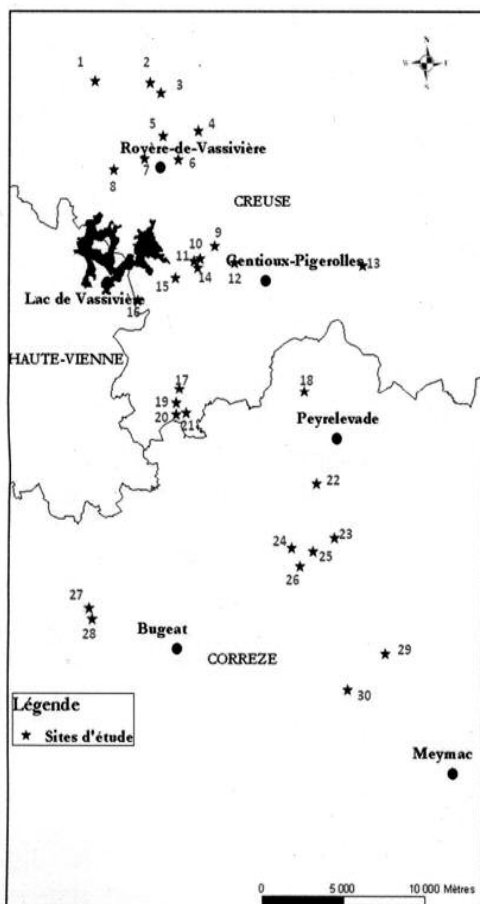 N
1 2
3
5 4
Royère-de-Vassivière
7 6
8
CREUSE
9
10
Gentioux-Pigerolles
11
12 13
14
15
Lac de Vassivière
16
HAUTE-VIENNE
17
18
19
20 21
Peyrelevade
22
23
24
25
26
27
28
Bugeat
CORREZE
29
30
Légende
Sites d'étude
Meymac
0 5 000 10 000 Mètres